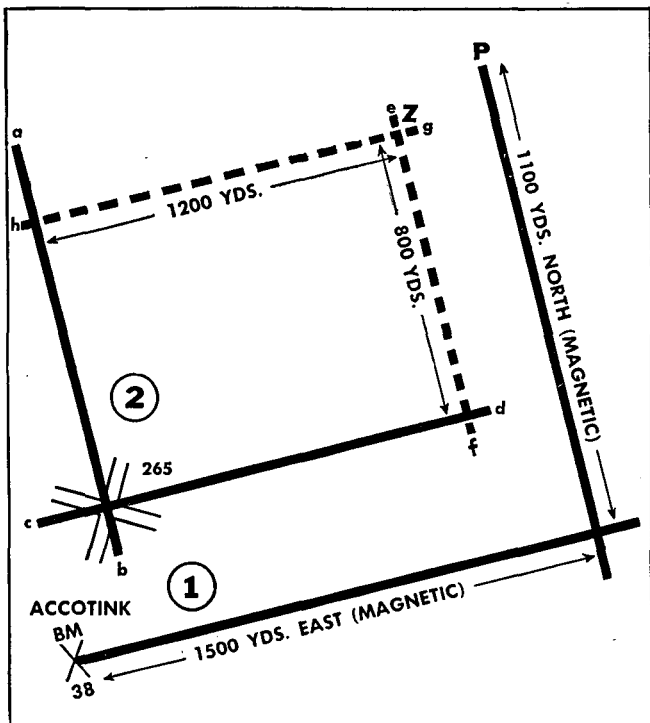 P
e Z g
a
1200 YDS.
h
800 YDS.
1100 YDS. NORTH (MAGNETIC)
2
d
f
265
c
b
1
ACCOTINK
BM
38
1500 YDS. EAST (MAGNETIC)